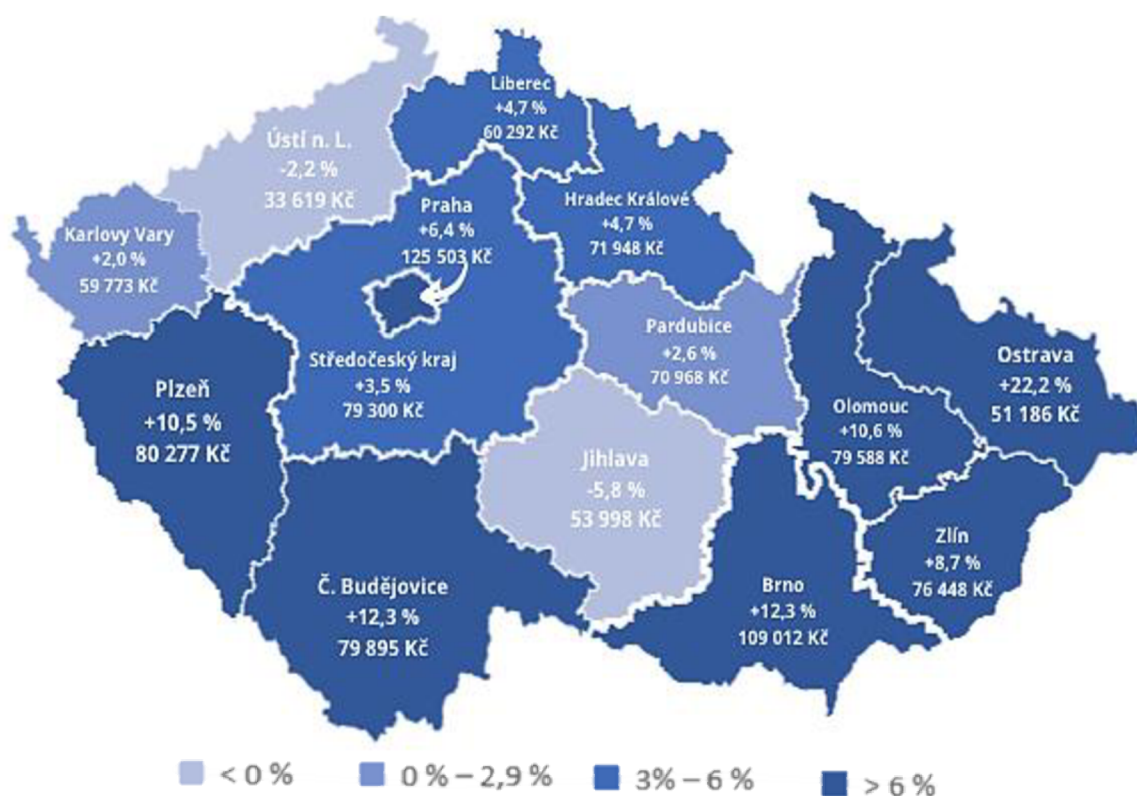 Liberec
+4,7 %
60 292 Kč
Ústí n. L.
-2,2 %
33 619 Kč
Praha
+6,4 %
125 503 Kč
Hradec Králové
+4,7 %
71 948 Kč
Karlovy Vary
+2,0 %
59 773 Kč
Pardubice
+2,6 %
70 968 Kč
Středočeský kraj
+3,5 %
79 300 Kč
Ostrava
+22,2 %
51 186 Kč
Plzeň
+10,5 %
80 277 Kč
Olomouc
+10,6 %
79 588 Kč
Jihlava
-5,8 %
53 998 Kč
Zlín
+8,7 %
76 448 Kč
Č. Budějovice
+12,3 %
79 895 Kč
Brno
+12,3 %
109 012 Kč
< 0 %
0 % – 2,9 %
3% – 6 %
> 6 %